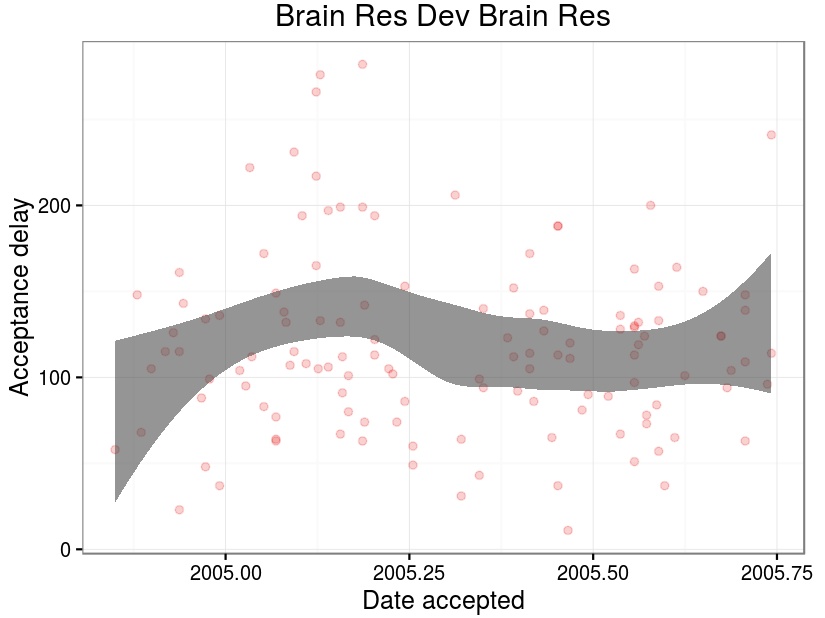 Brain Res Dev Brain Res
Acceptance delay
200
100
0
2005.00 2005.25 2005.50 2005.75
Date accepted